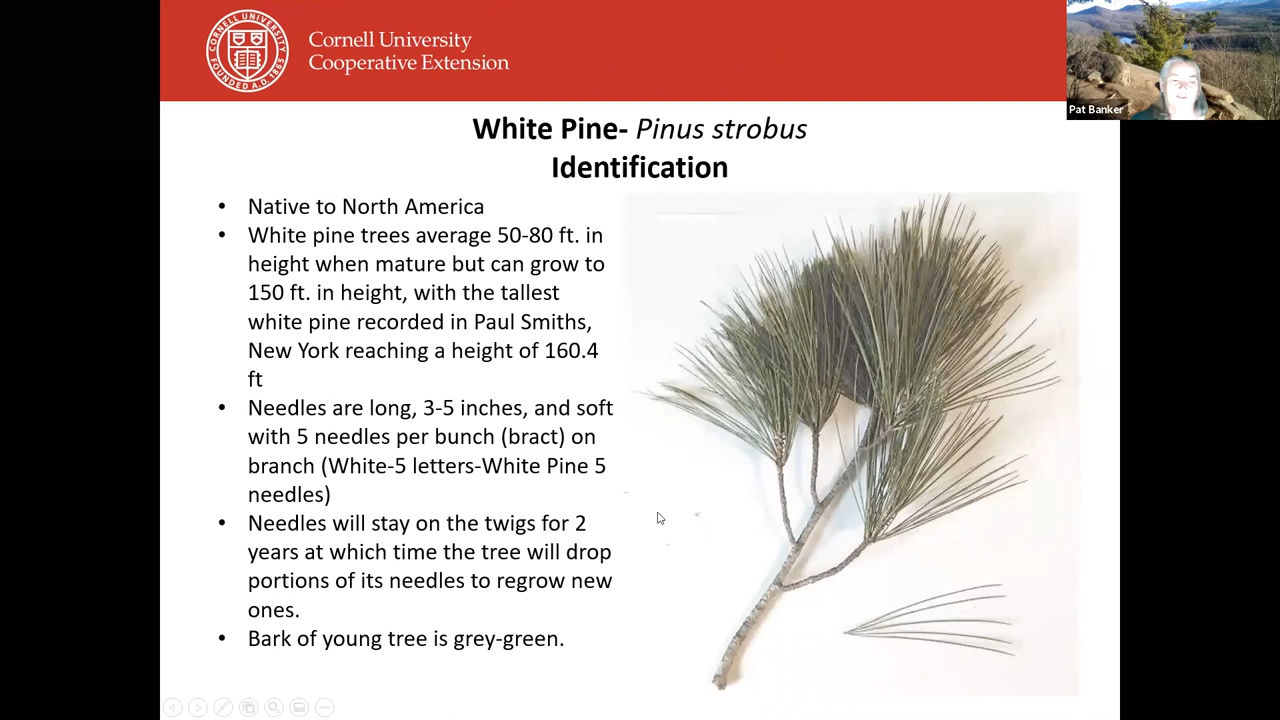 CORNELL UNIVERSITY
FOUNDED A.D. 1865
Cornell University
Cooperative Extension
Pat Banker
White Pine- Pinus strobus
Identification
• Native to North America
• White pine trees average 50-80 ft. in
height when mature but can grow to
150 ft. in height, with the tallest
white pine recorded in Paul Smiths,
New York reaching a height of 160.4
ft
• Needles are long, 3-5 inches, and soft
with 5 needles per bunch (bract) on
branch (White-5 letters-White Pine 5
needles)
• Needles will stay on the twigs for 2
years at which time the tree will drop
portions of its needles to regrow new
ones.
• Bark of young tree is grey-green.